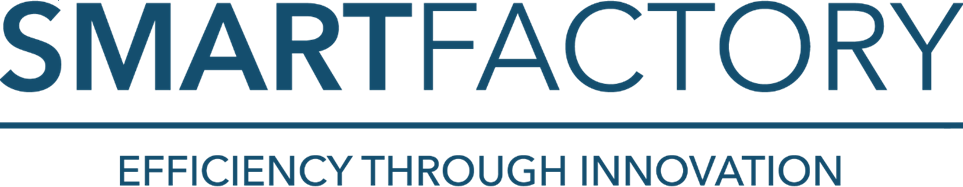 SMARTFACTORY
EFFICIENCY THROUGH INNOVATION